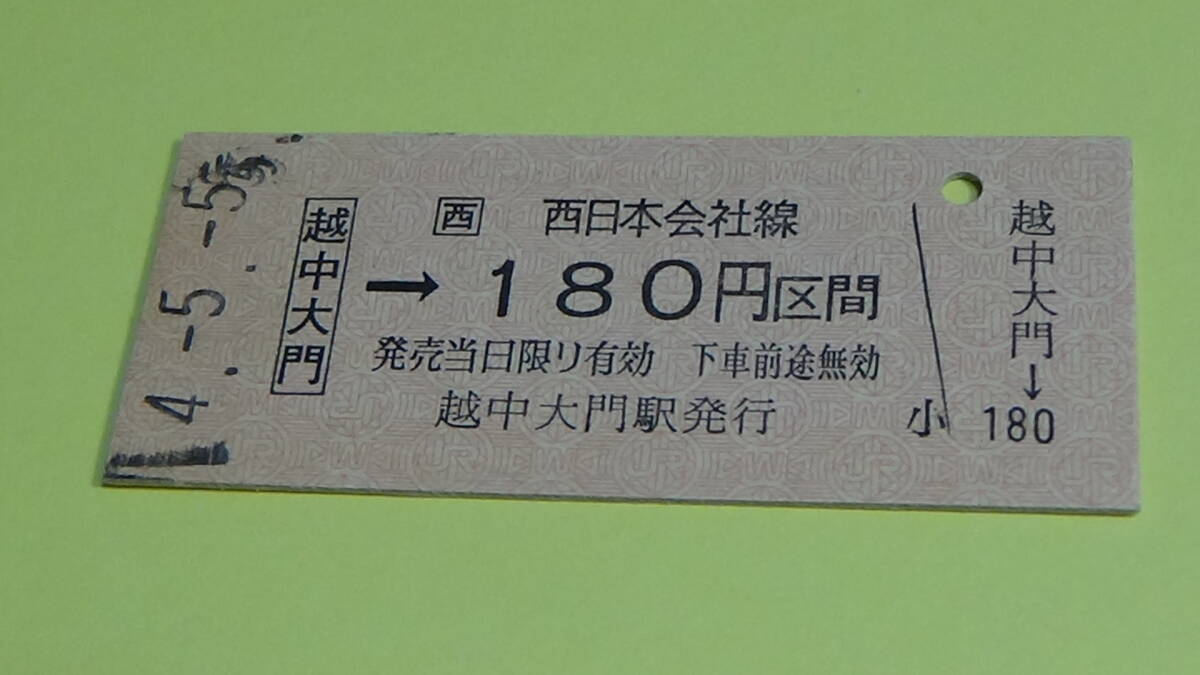 4.-5.-5
越中大門
西 西日本会社線
→180円区間
発売当日限り有効 下車前途無効
越中大門駅発行
小
越中大門→
180